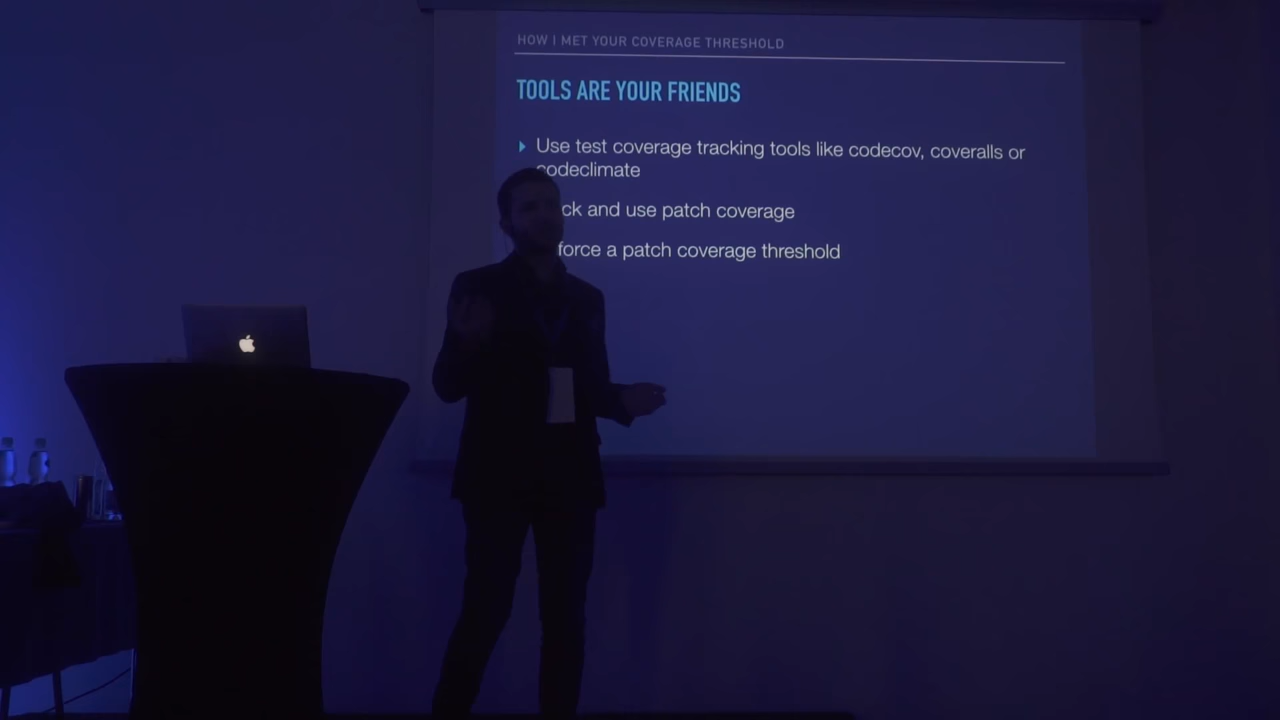 HOW I MET YOUR COVERAGE THRESHOLD
TOOLS ARE YOUR FRIENDS
Use test coverage tracking tools like codecov, coveralls or
codeclimate
ck and use patch coverage
force a patch coverage threshold